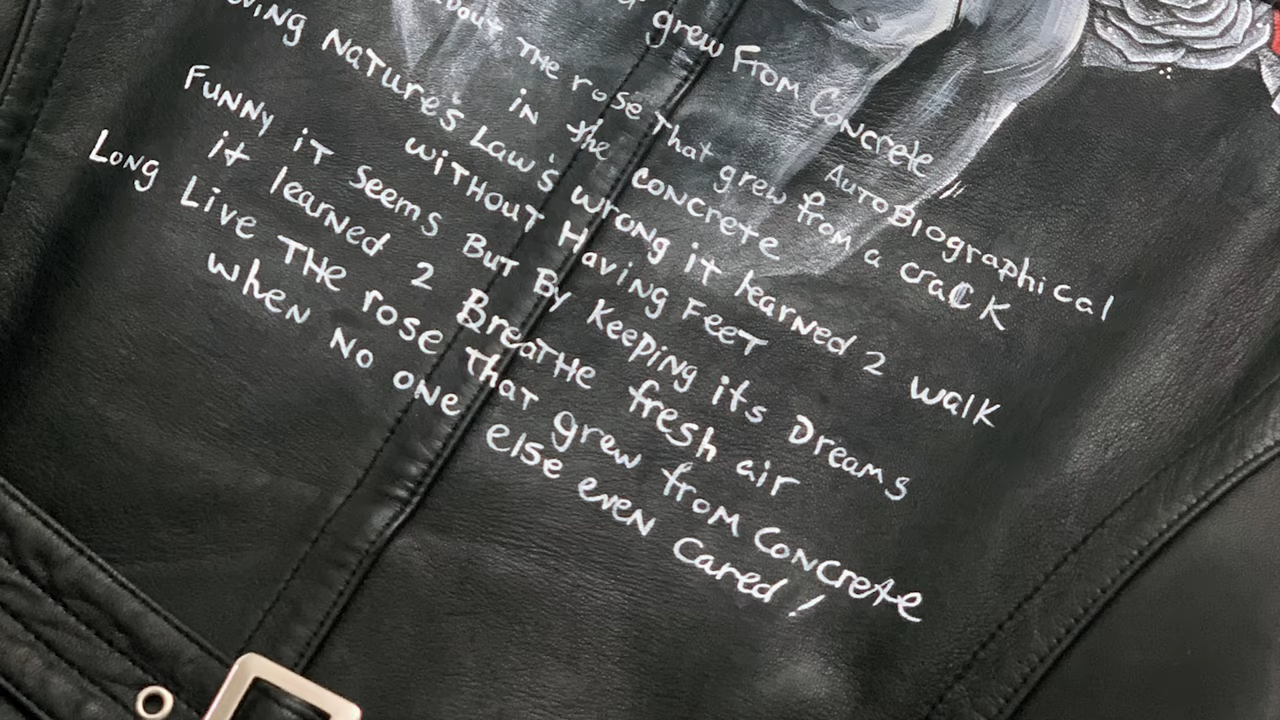 grew From Concrete"
AutoBiographical
about THE rose That grew from a craCK
in the concrete
NaTure's Law's wrong it learned 2 walk
wiTHouT Having FeeT
Funny iT seems BuT By Keeping its Dreams
it learned 2 BreaTHe fresh air
Long Live THe rose That grew from Concrete
when no one else even Cared!